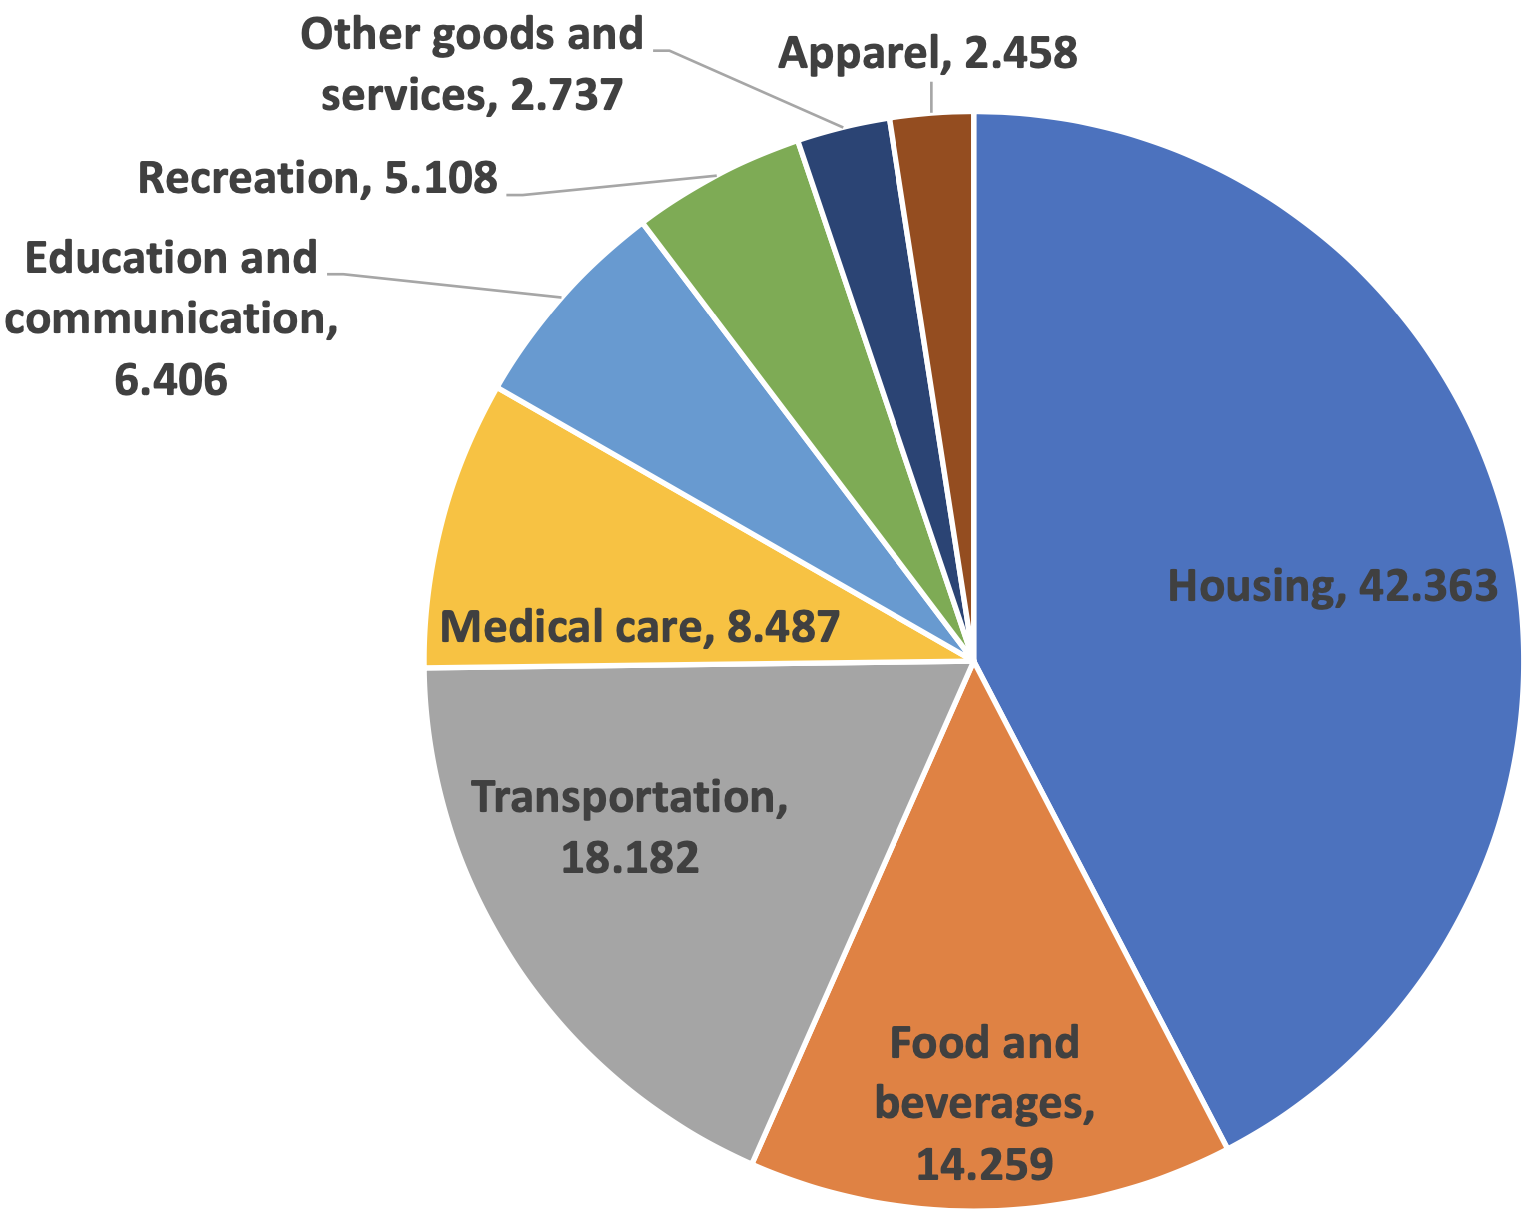 Other goods and
services, 2.737
Apparel, 2.458
Recreation, 5.108
Education and
communication,
6.406
Housing, 42.363
Medical care, 8.487
Transportation,
18.182
Food and
beverages,
14.259